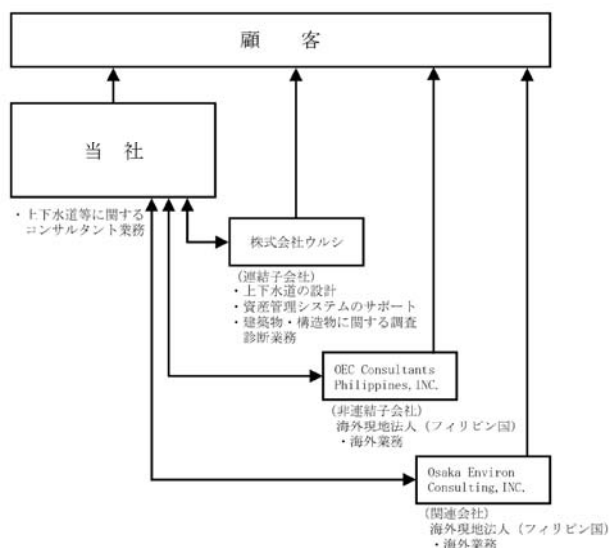 顧 客
当 社
・上下水道等に関する
コンサルタント業務
株式会社ウルシ
(連結子会社)
・上下水道の設計
・資産管理システムのサポート
・建築物・構造物に関する調査
診断業務
OEC Consultants
Philippines,INC.
(非連結子会社)
海外現地法人(フィリピン国)
・海外業務
Osaka Environ
Consulting,INC.
(関連会社)
海外現地法人(フィリピン国)
・海外業務